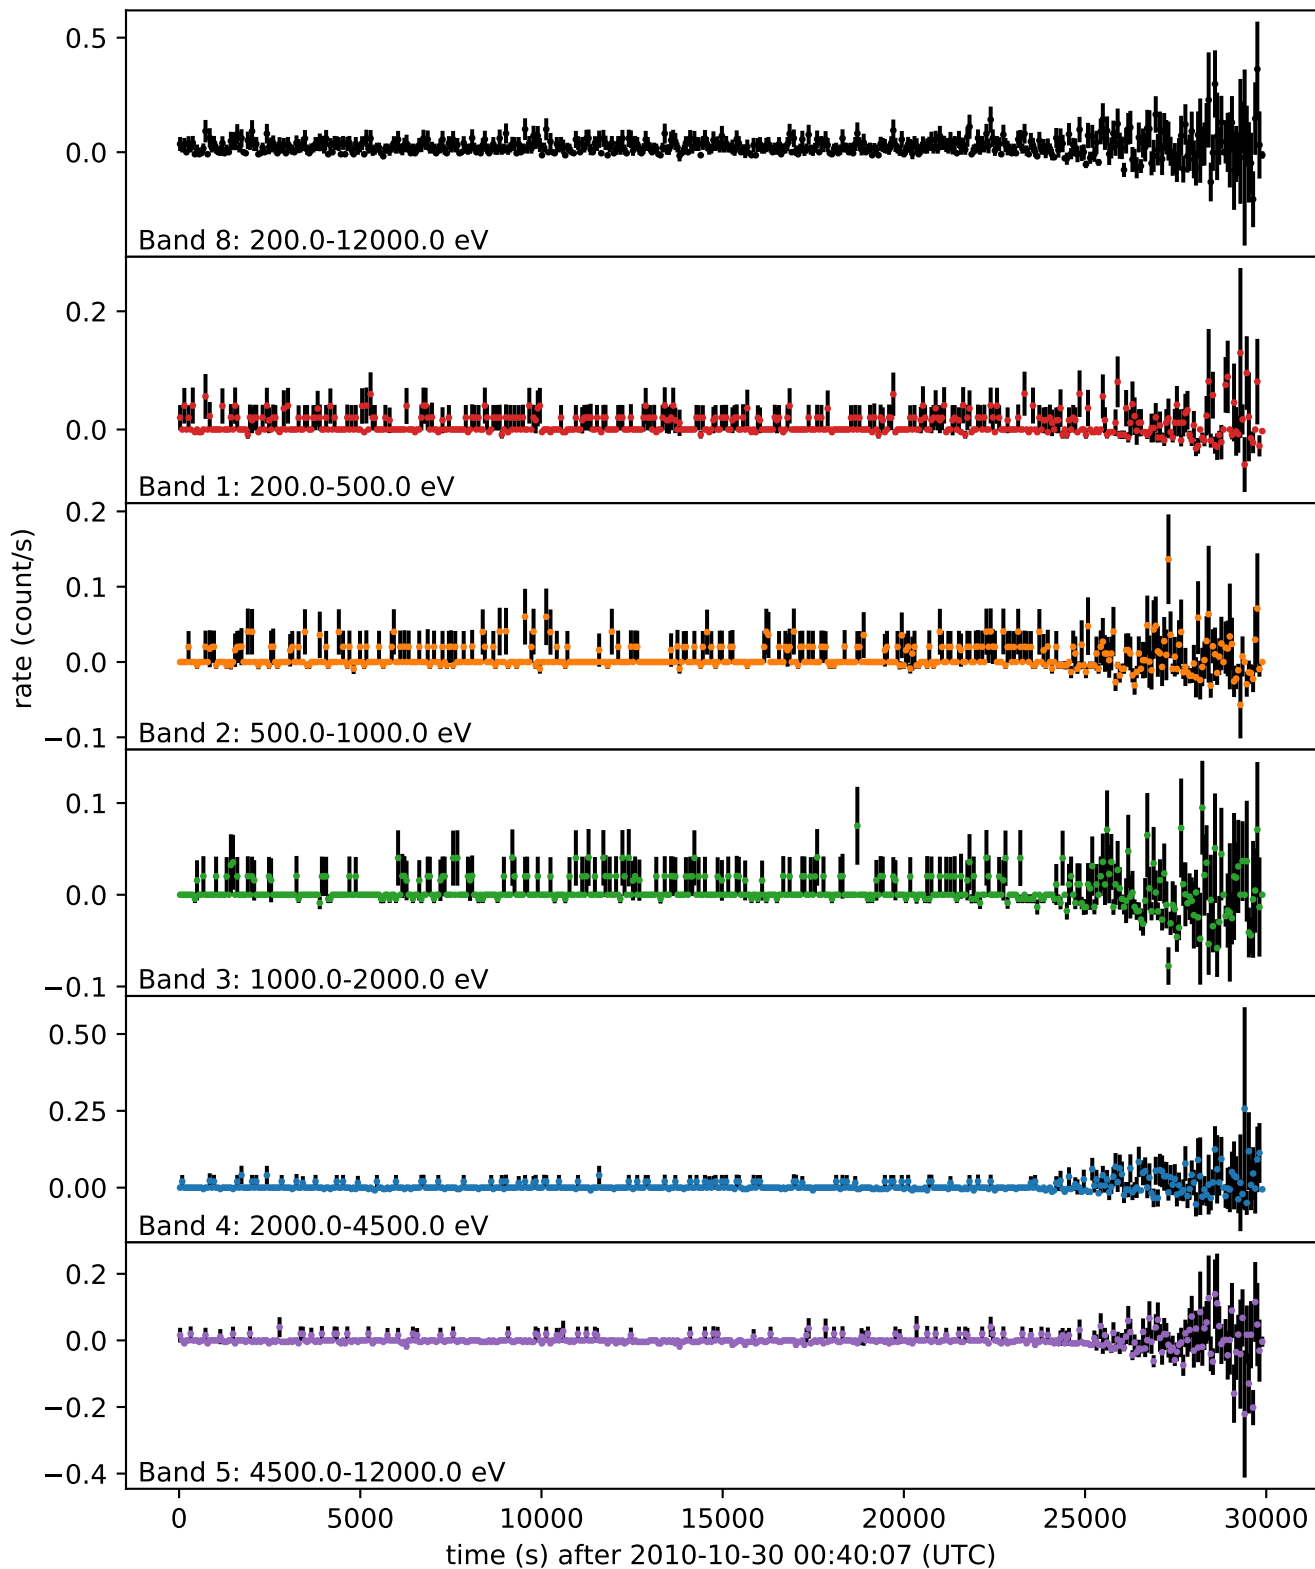 0.5
0.0
Band 8: 200.0-12000.0 eV
0.2
0.0
Band 1: 200.0-500.0 eV
0.2
0.1
0.0
−0.1
Band 2: 500.0-1000.0 eV
rate (count/s)
0.1
0.0
−0.1
Band 3: 1000.0-2000.0 eV
0.50
0.25
0.00
Band 4: 2000.0-4500.0 eV
0.2
0.0
−0.2
−0.4
Band 5: 4500.0-12000.0 eV
0 5000 10000 15000 20000 25000 30000
time (s) after 2010-10-30 00:40:07 (UTC)